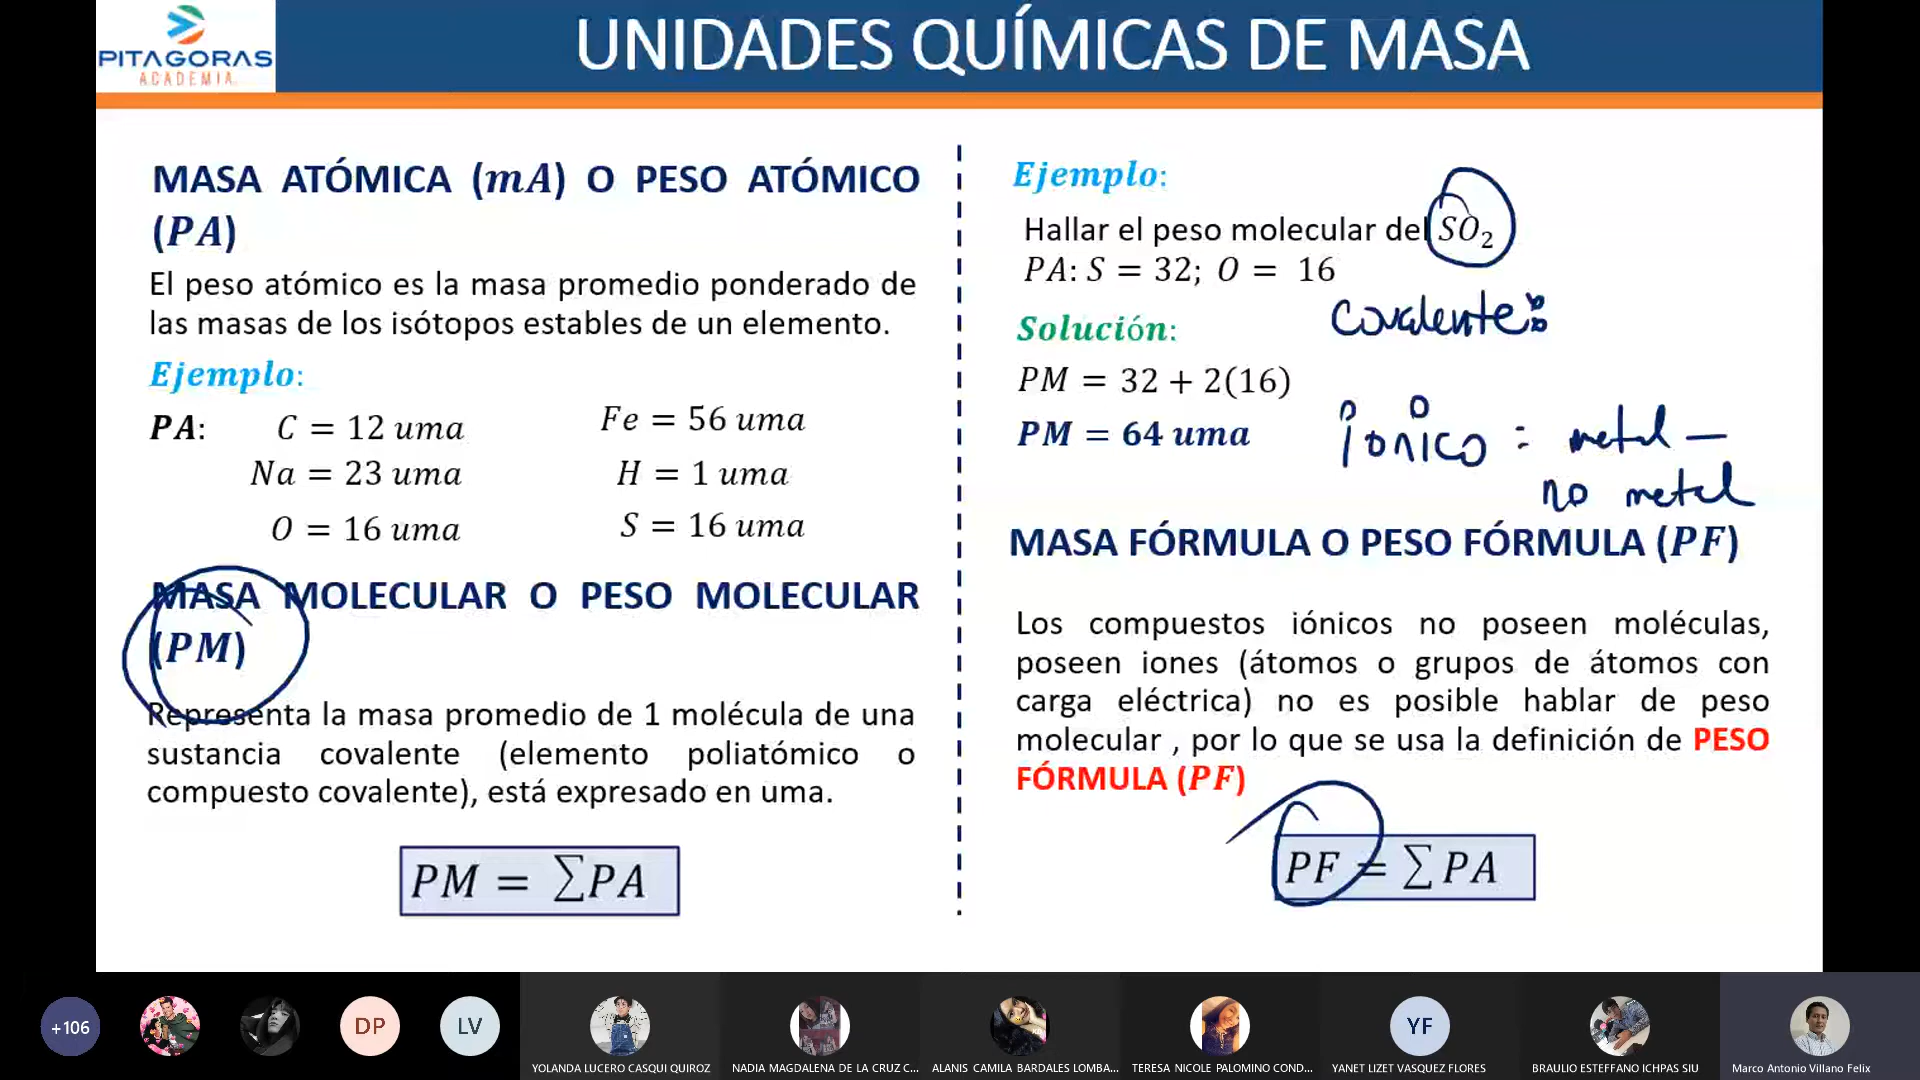 PITAGORAS
ACADEMIA
UNIDADES QUÍMICAS DE MASA
MASA ATÓMICA (mA) O PESO ATÓMICO
(PA)
El peso atómico es la masa promedio ponderado de
las masas de los isótopos estables de un elemento.
Ejemplo:
PA: C = 12 uma Fe = 56 uma
Na = 23 uma H = 1 uma
O = 16 uma S = 16 uma
MASA MOLECULAR O PESO MOLECULAR
(PM)
Representa la masa promedio de 1 molécula de una
sustancia covalente (elemento poliatómico o
compuesto covalente), está expresado en uma.
PM = ∑PA
Ejemplo:
Hallar el peso molecular del SO₂
PA: S = 32; O = 16
covalente:
Solución:
PM = 32 + 2(16)
PM = 64 uma
iónico = metal –
no metal
MASA FÓRMULA O PESO FÓRMULA (PF)
Los compuestos iónicos no poseen moléculas,
poseen iones (átomos o grupos de átomos con
carga eléctrica) no es posible hablar de peso
molecular , por lo que se usa la definición de PESO
FÓRMULA (PF)
PF = ∑PA
+106
DP
LV
YF
YOLANDA LUCERO CASQUI QUIROZ
NADIA MAGDALENA DE LA CRUZ C...
ALANIS CAMILA BARDALES LOMBA...
TERESA NICOLE PALOMINO COND...
YANET LIZET VASQUEZ FLORES
BRAULIO ESTEFFANO ICHPAS SIU
Marco Antonio Villano Felix